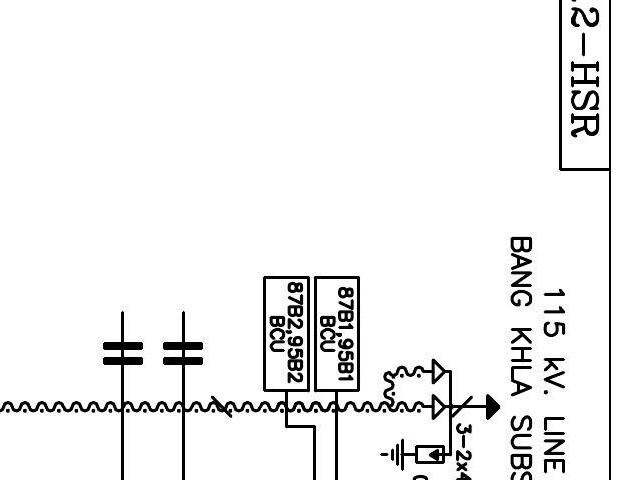 2-HSR
115 kV. LINE
BANG KHLA SUBS
87B1,95B1
BCU
87B2,95B2
BCU
3-2x4